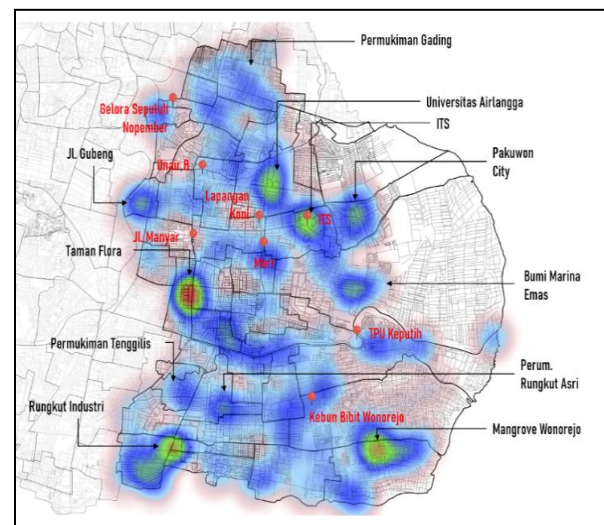 Permukiman Gading
Gelora Sepuluh
Nopember
Universitas Airlangga
ITS
Jl. Gubeng
Unair B
Pakuwon
City
Lapangan
Koni
ITS
Taman Flora
Jl. Manyar
Merr
Bumi Marina
Emas
TPU Keputih
Permukiman Tenggilis
Perum.
Rungkut Asri
Rungkut Industri
Kebun Bibit Wonorejo
Mangrove Wonorejo